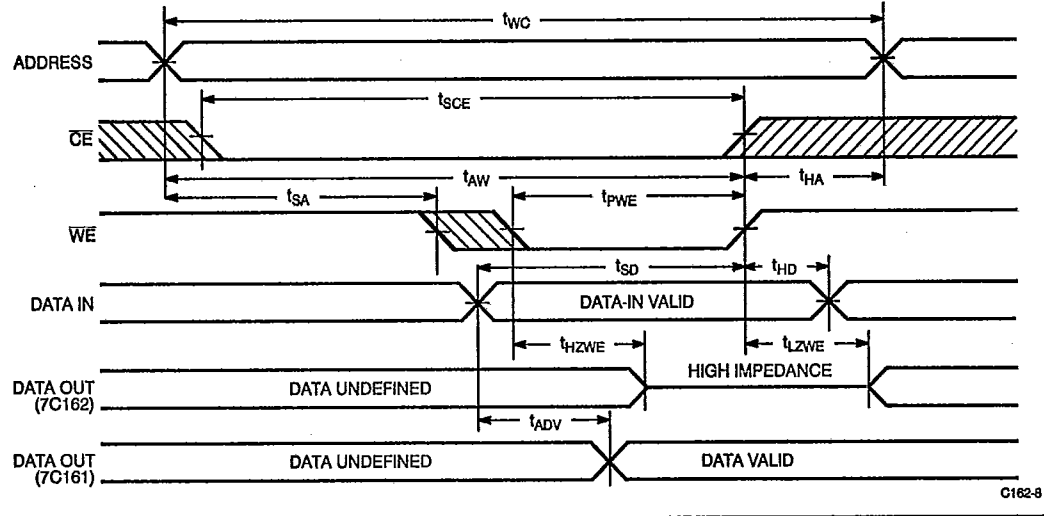 tWC
ADDRESS
tSCE
CE
tAW
tHA
tSA
tPWE
WE
tSD
tHD
DATA IN
DATA-IN VALID
tHZWE
tLZWE
HIGH IMPEDANCE
DATA OUT
(7C162)
DATA UNDEFINED
tADV
DATA OUT
(7C161)
DATA UNDEFINED
DATA VALID
C162-8